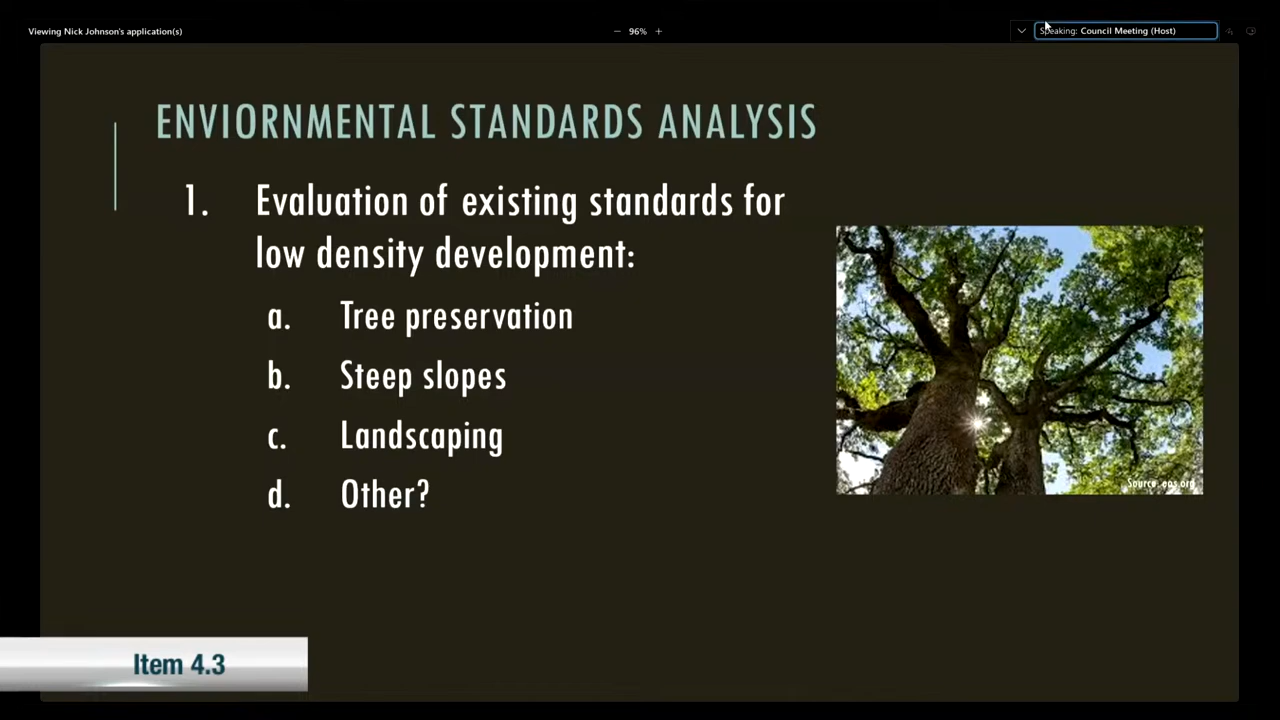 Viewing Nick Johnson's application(s)
96%
Speaking: Council Meeting (Host)
ENVIORNMENTAL STANDARDS ANALYSIS
1. Evaluation of existing standards for
low density development:
a. Tree preservation
b. Steep slopes
c. Landscaping
d. Other?
Source:
Item 4.3